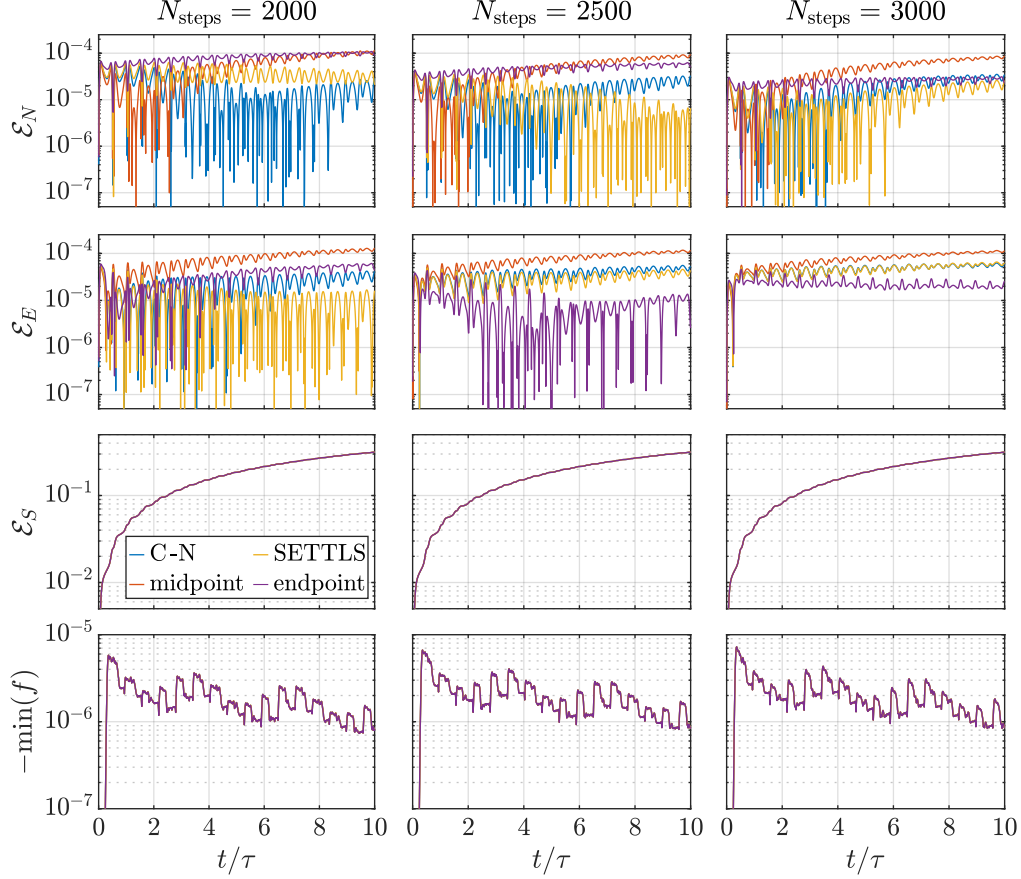 N_steps = 2000 N_steps = 2500 N_steps = 3000
10^−4
10^−5
10^−6
10^−7
ℰ_N
10^−4
10^−5
10^−6
10^−7
ℰ_E
10^−1
10^−2
ℰ_S
C-N SETTLS
midpoint endpoint
10^−5
10^−6
10^−7
−min(f)
0 2 4 6 8 10 0 2 4 6 8 10 0 2 4 6 8 10
t/τ t/τ t/τ